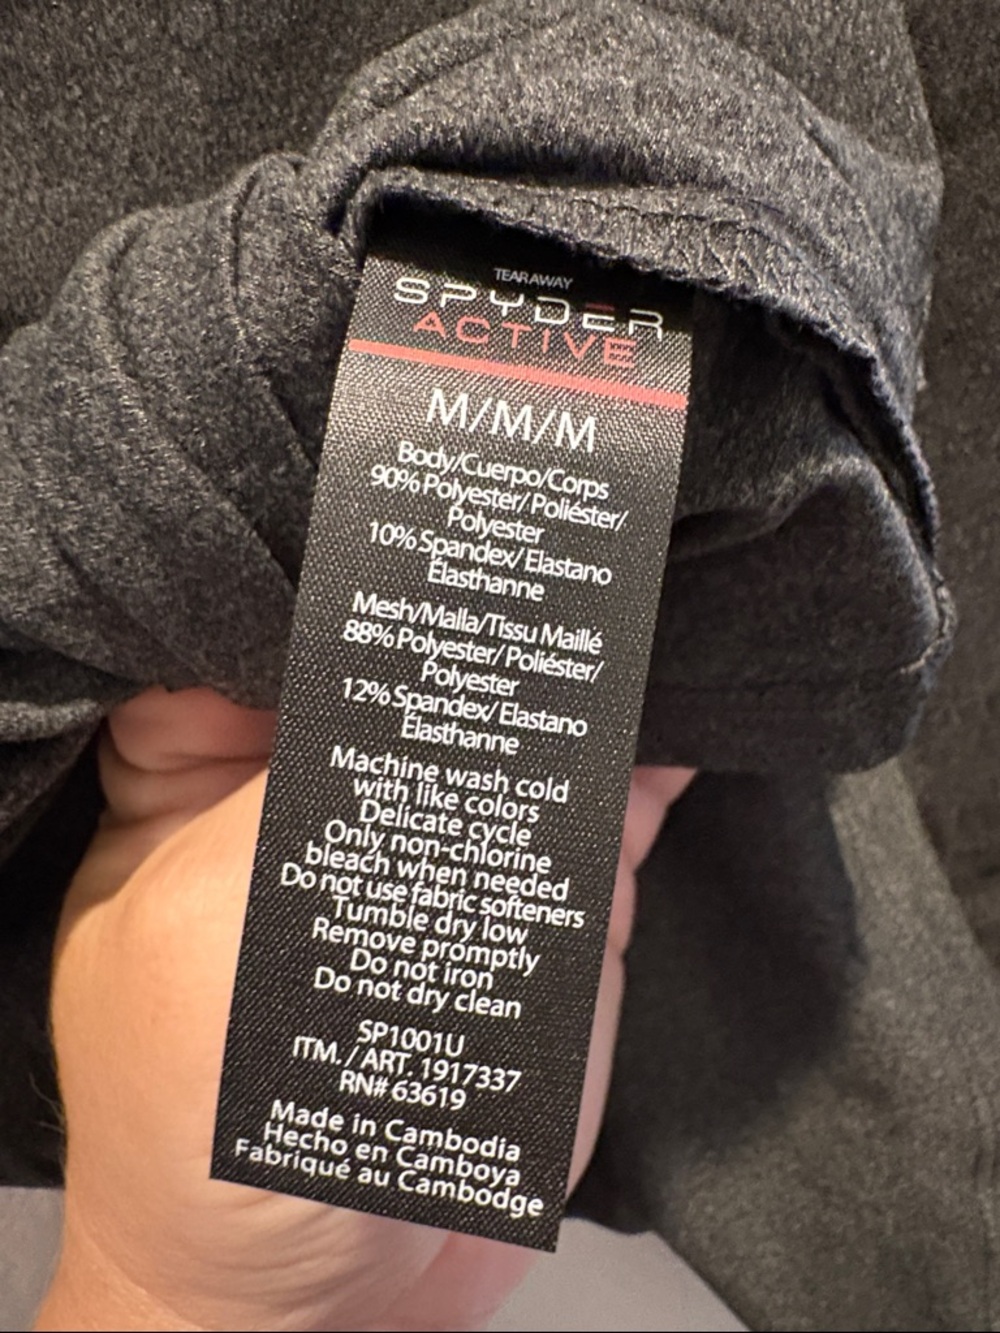 TEARAWAY
SPYDER
ACTIVE
M/M/M
Body/Cuerpo/Corps
90% Polyester/Poliéster/
Polyester
10% Spandex/Elastano
Élasthanne
Mesh/Malla/Tissu Maillé
88% Polyester/Poliéster/
Polyester
12% Spandex/Elastano
Élasthanne
Machine wash cold
with like colors
Delicate cycle
Only non-chlorine
bleach when needed
Do not use fabric softeners
Tumble dry low
Remove promptly
Do not iron
Do not dry clean
SP1001U
ITM. / ART. 1917337
RN# 63619
Made in Cambodia
Hecho en Camboya
Fabriqué au Cambodge